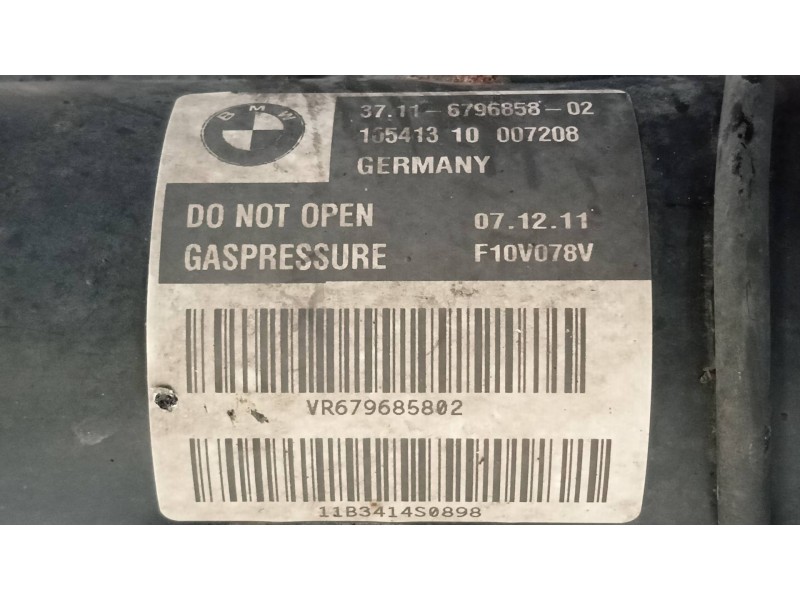 BMW
37.11-6796858-02
165413 10 007208
GERMANY
DO NOT OPEN
07.12.11
GASPRESSURE
F10V078V
VR679685802
11B3414S0898